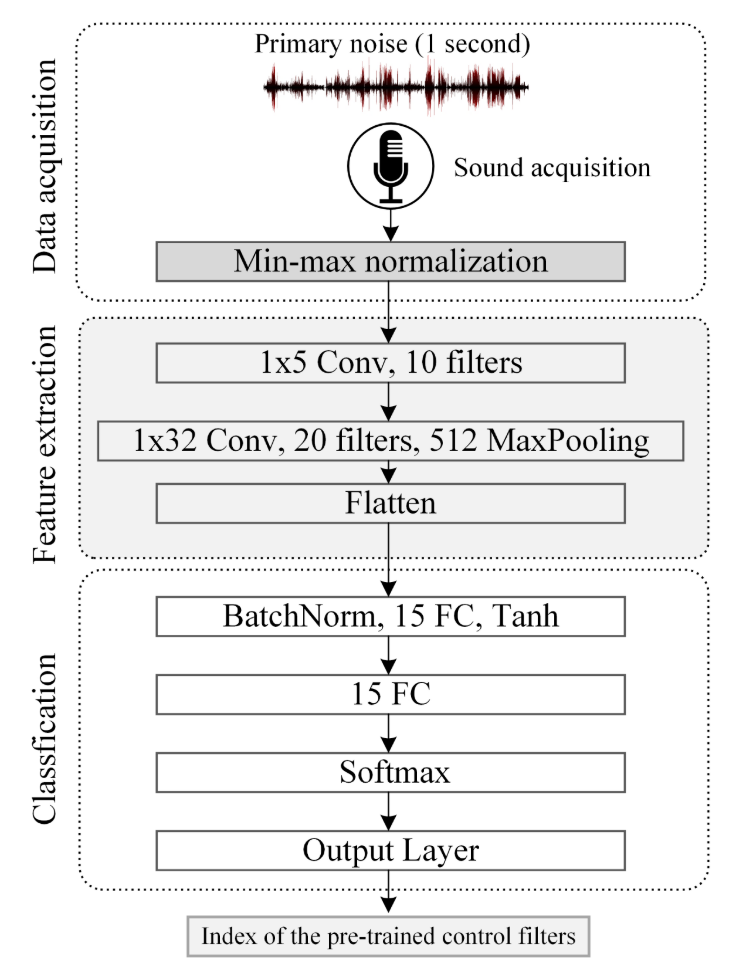 Data acquisition
Primary noise (1 second)
Sound acquisition
Min-max normalization
Feature extraction
1x5 Conv, 10 filters
1x32 Conv, 20 filters, 512 MaxPooling
Flatten
Classfication
BatchNorm, 15 FC, Tanh
15 FC
Softmax
Output Layer
Index of the pre-trained control filters